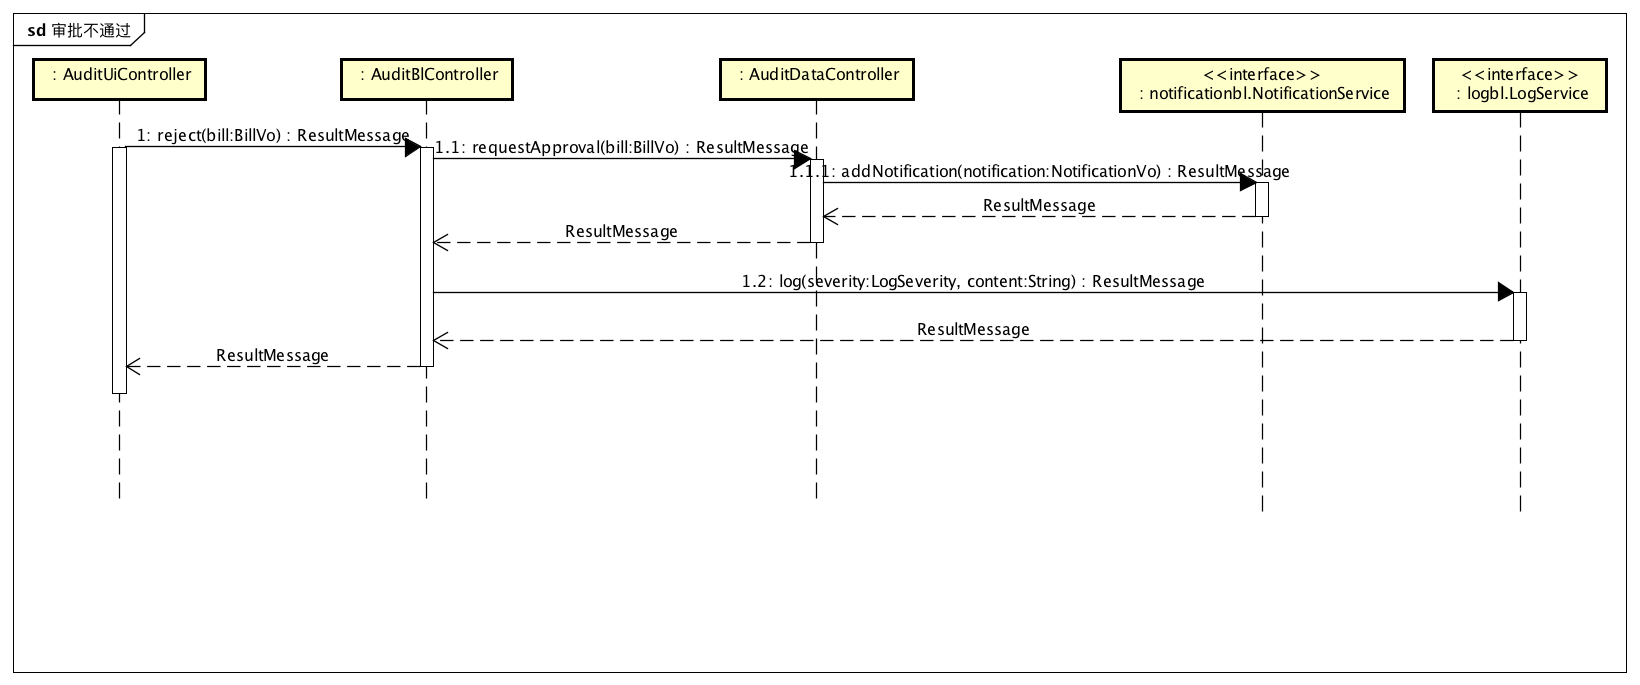 sd 审批不通过
: AuditUiController
: AuditBlController
: AuditDataController
<<interface>>
: notificationbl.NotificationService
<<interface>>
: logbl.LogService
1: reject(bill:BillVo) : ResultMessage
1.1: requestApproval(bill:BillVo) : ResultMessage
1.1.1: addNotification(notification:NotificationVo) : ResultMessage
ResultMessage
ResultMessage
1.2: log(severity:LogSeverity, content:String) : ResultMessage
ResultMessage
ResultMessage